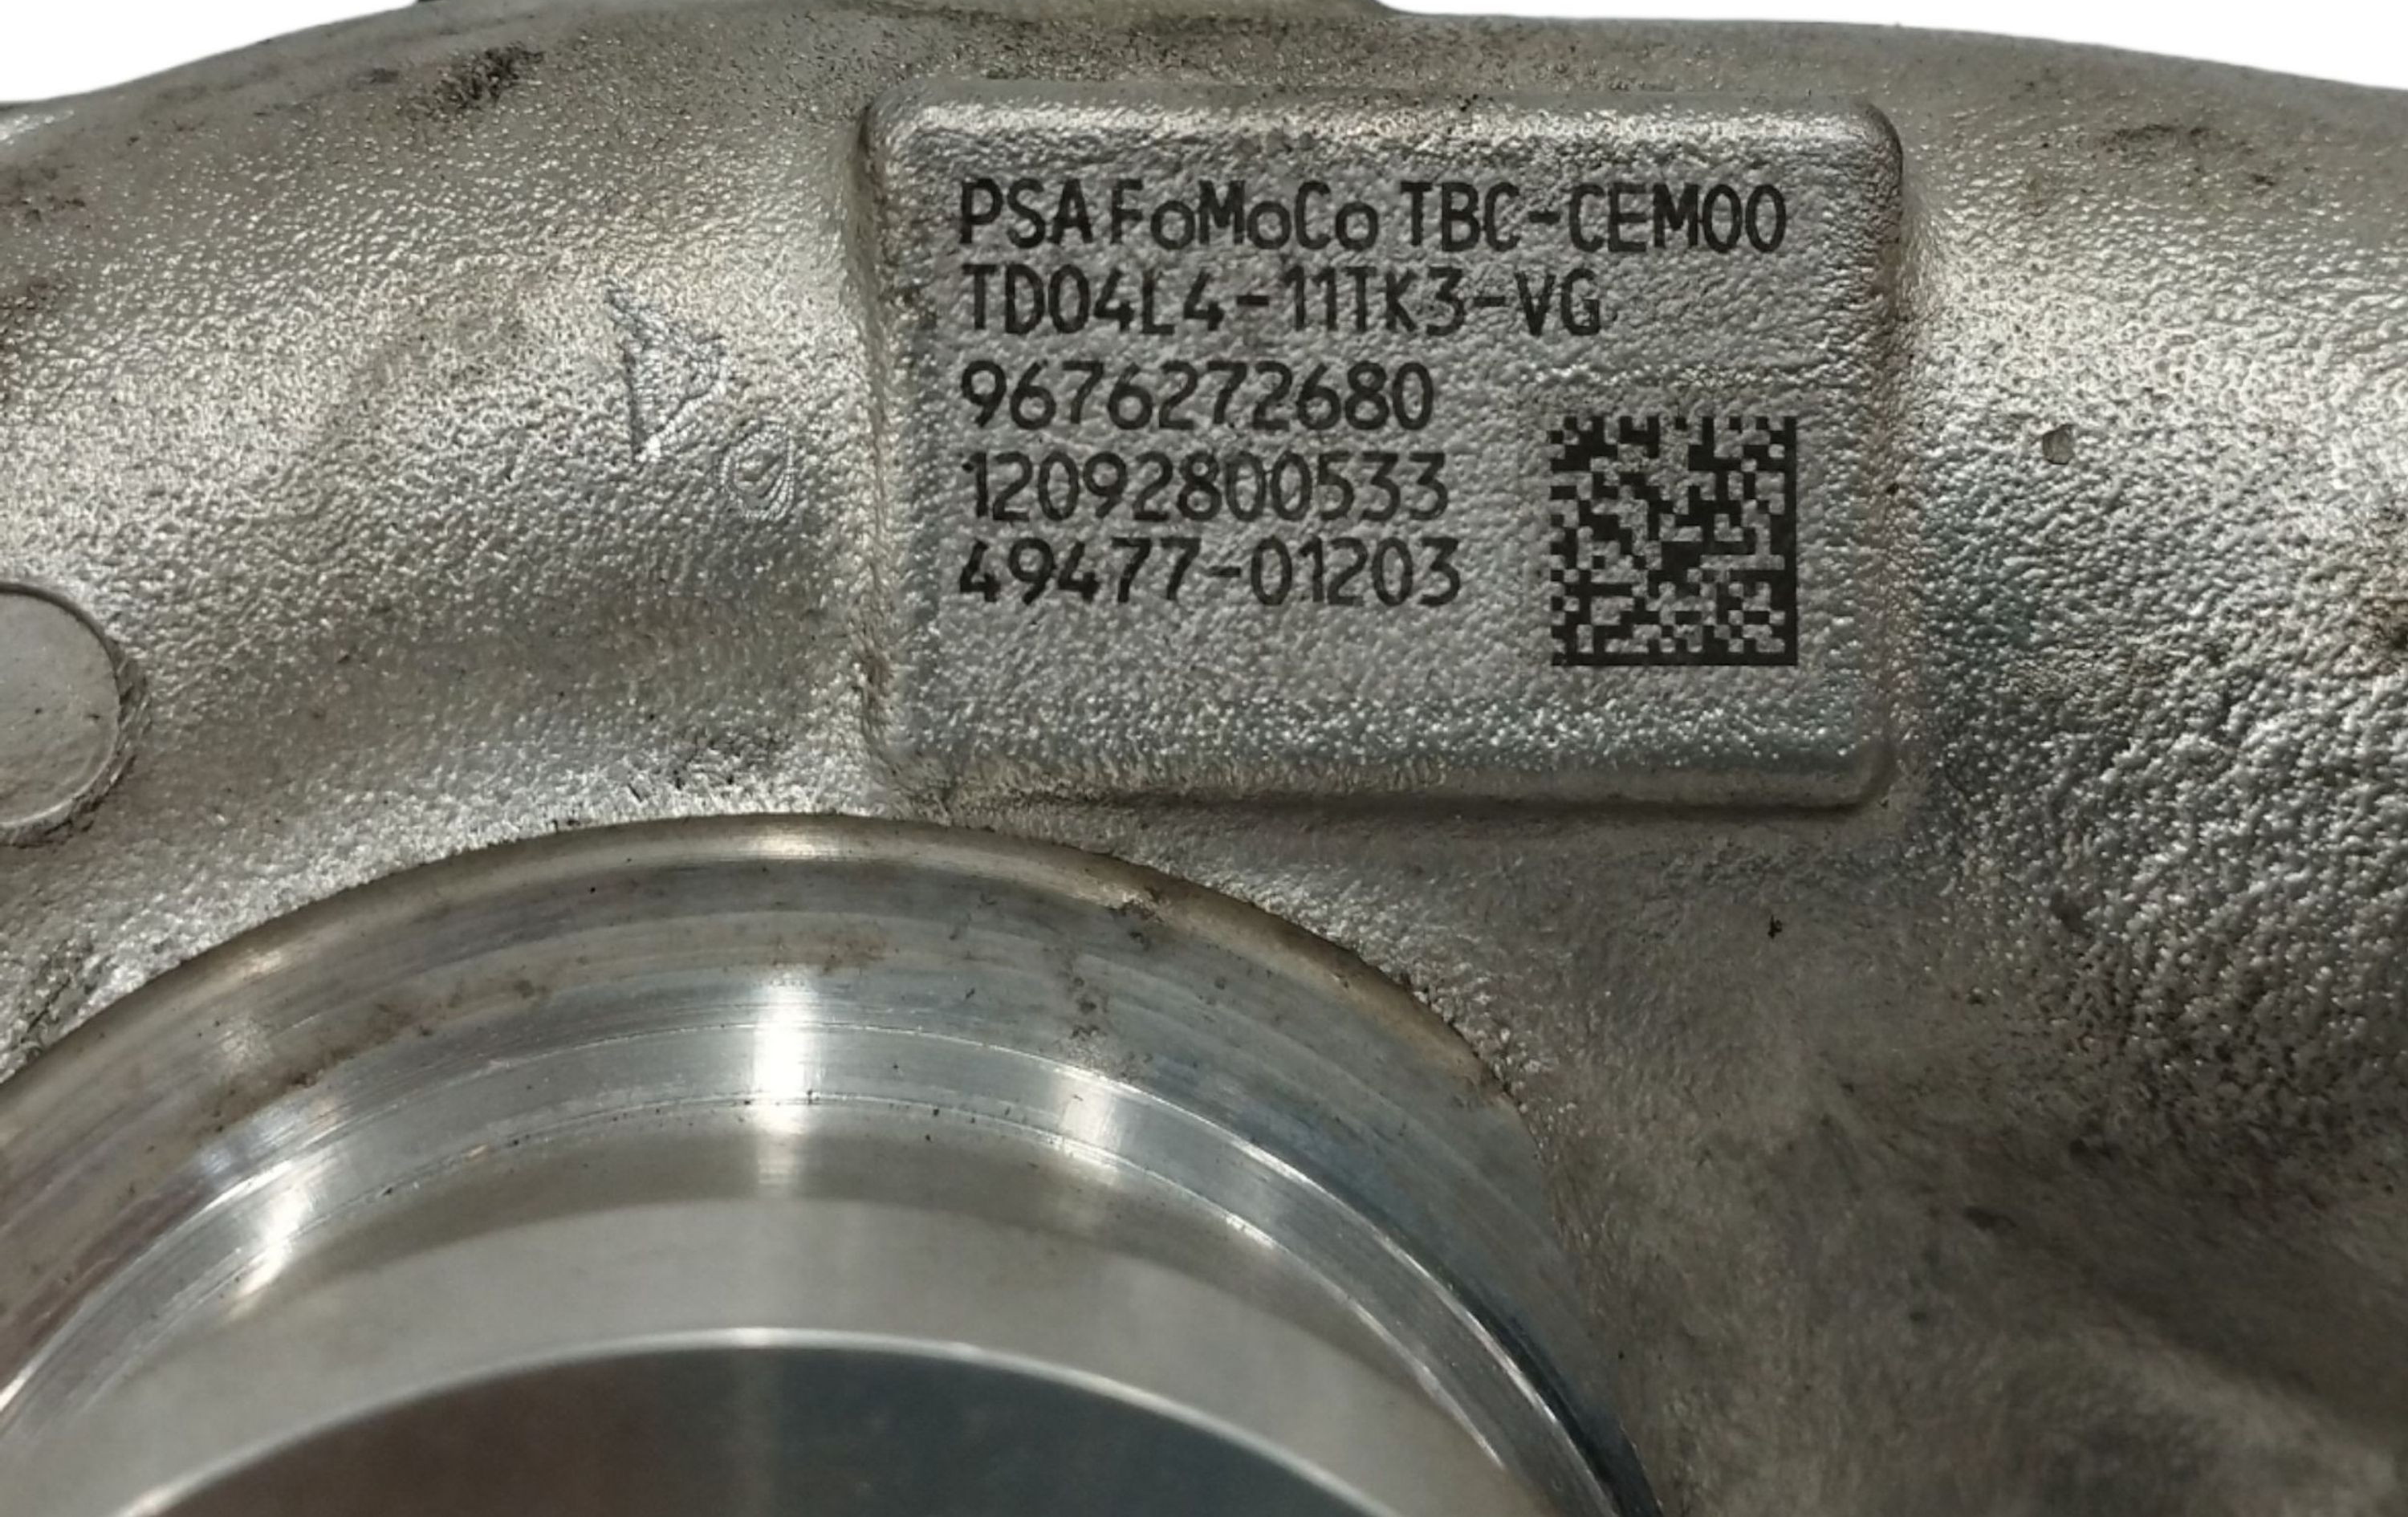 PSA FoMoCo TBC-CEM00
TD04L4-11TK3-VG
9676272680
12092800533
49477-01203